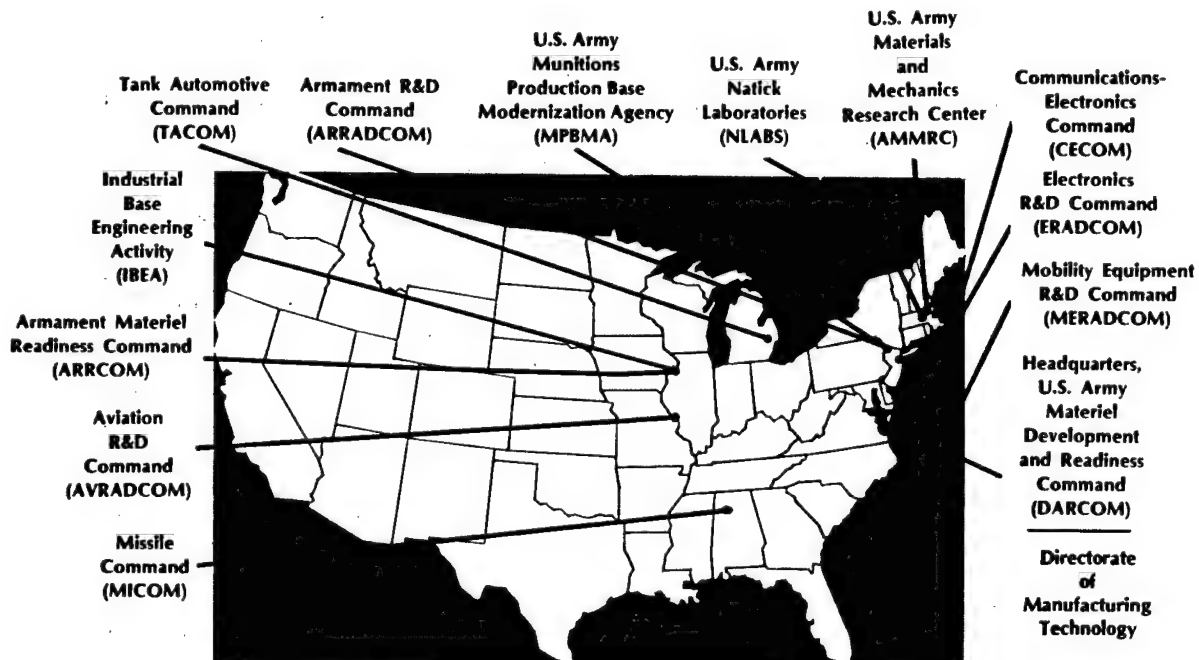 Tank Automotive
Command
(TACOM)
Armament R&D
Command
(ARRADCOM)
U.S. Army
Munitions
Production Base
Modernization Agency
(MPBMA)
U.S. Army
Natick
Laboratories
(NLABS)
U.S. Army
Materials
and
Mechanics
Research Center
(AMMRC)
Communications-
Electronics
Command
(CECOM)
Electronics
R&D Command
(ERADCOM)
Mobility Equipment
R&D Command
(MERADCOM)
Headquarters,
U.S. Army
Materiel
Development
and Readiness
Command
(DARCOM)
Directorate
of
Manufacturing
Technology
Industrial
Base
Engineering
Activity
(IBEA)
Armament Materiel
Readiness Command
(ARRCOM)
Aviation
R&D
Command
(AVRADCOM)
Missile
Command
(MICOM)